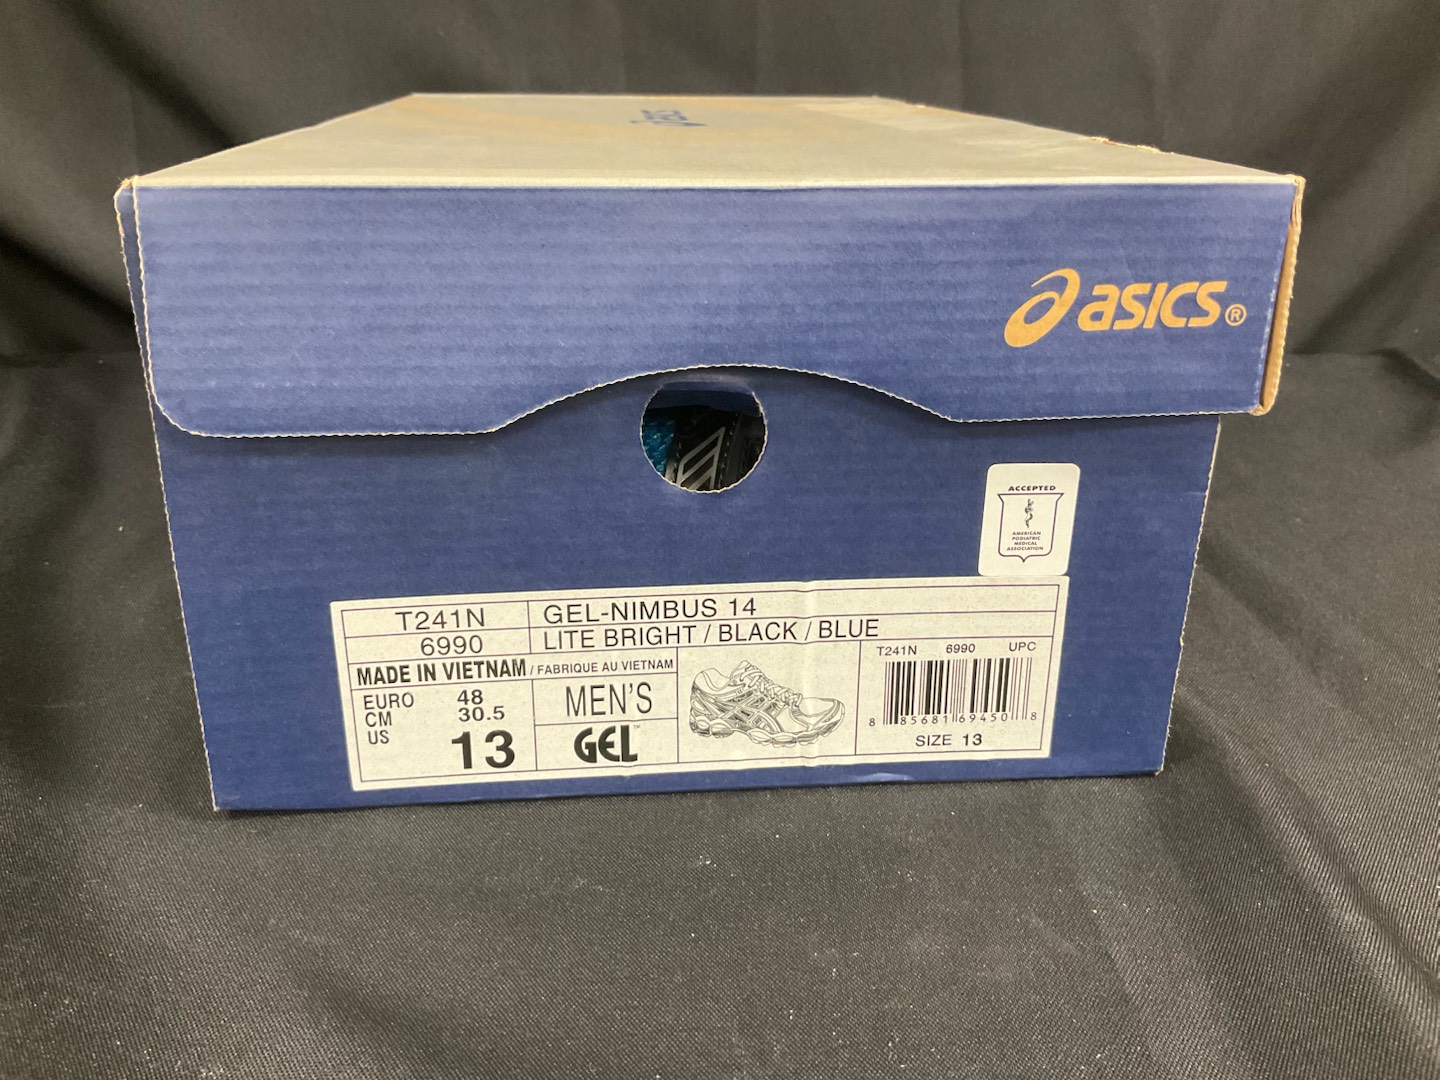 asics
asics®
ACCEPTED
AMERICAN
PODIATRIC
MEDICAL
ASSOCIATION
T241N GEL-NIMBUS 14
6990 LITE BRIGHT / BLACK / BLUE
MADE IN VIETNAM / FABRIQUE AU VIETNAM
EURO 48
CM 30.5
US 13
MEN'S
GEL™
T241N 6990 UPC
8 85681 69450 8
SIZE 13